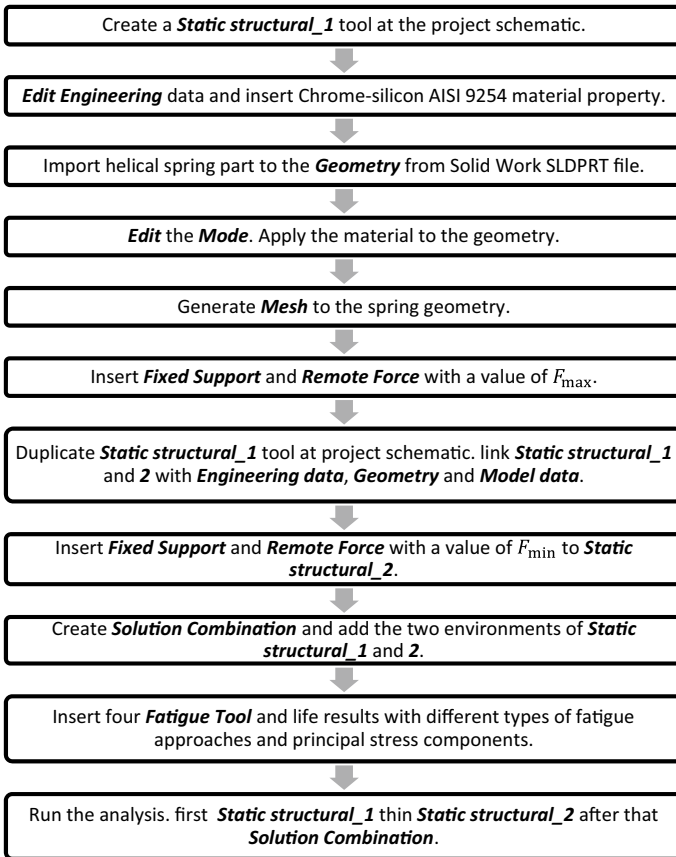 Create a Static structural_1 tool at the project schematic.
Edit Engineering data and insert Chrome-silicon AISI 9254 material property.
Import helical spring part to the Geometry from Solid Work SLDPRT file.
Edit the Mode. Apply the material to the geometry.
Generate Mesh to the spring geometry.
Insert Fixed Support and Remote Force with a value of F_max.
Duplicate Static structural_1 tool at project schematic. link Static structural_1
and 2 with Engineering data, Geometry and Model data.
Insert Fixed Support and Remote Force with a value of F_min to Static
structural_2.
Create Solution Combination and add the two environments of Static
structural_1 and 2.
Insert four Fatigue Tool and life results with different types of fatigue
approaches and principal stress components.
Run the analysis. first Static structural_1 thin Static structural_2 after that
Solution Combination.